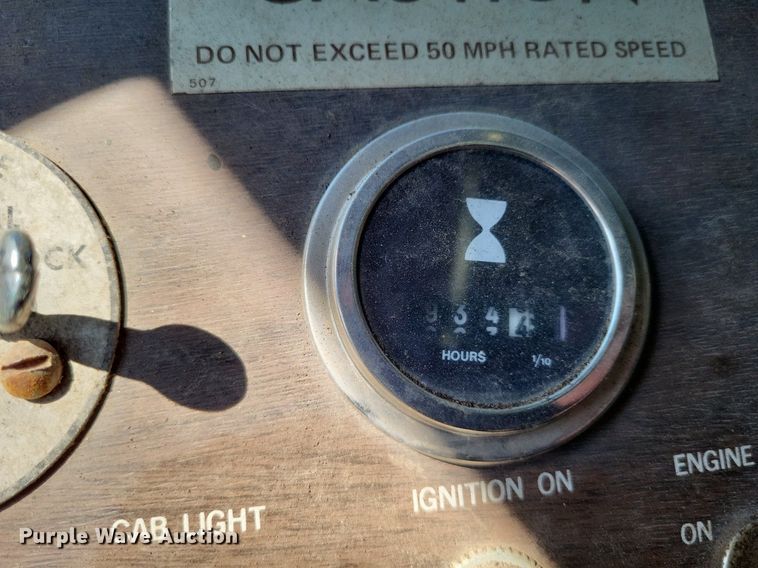 DO NOT EXCEED 50 MPH RATED SPEED
507
CK
HOURS 1/10
ENGINE
IGNITION ON
CAB LIGHT
ON
Purple Wave Auction